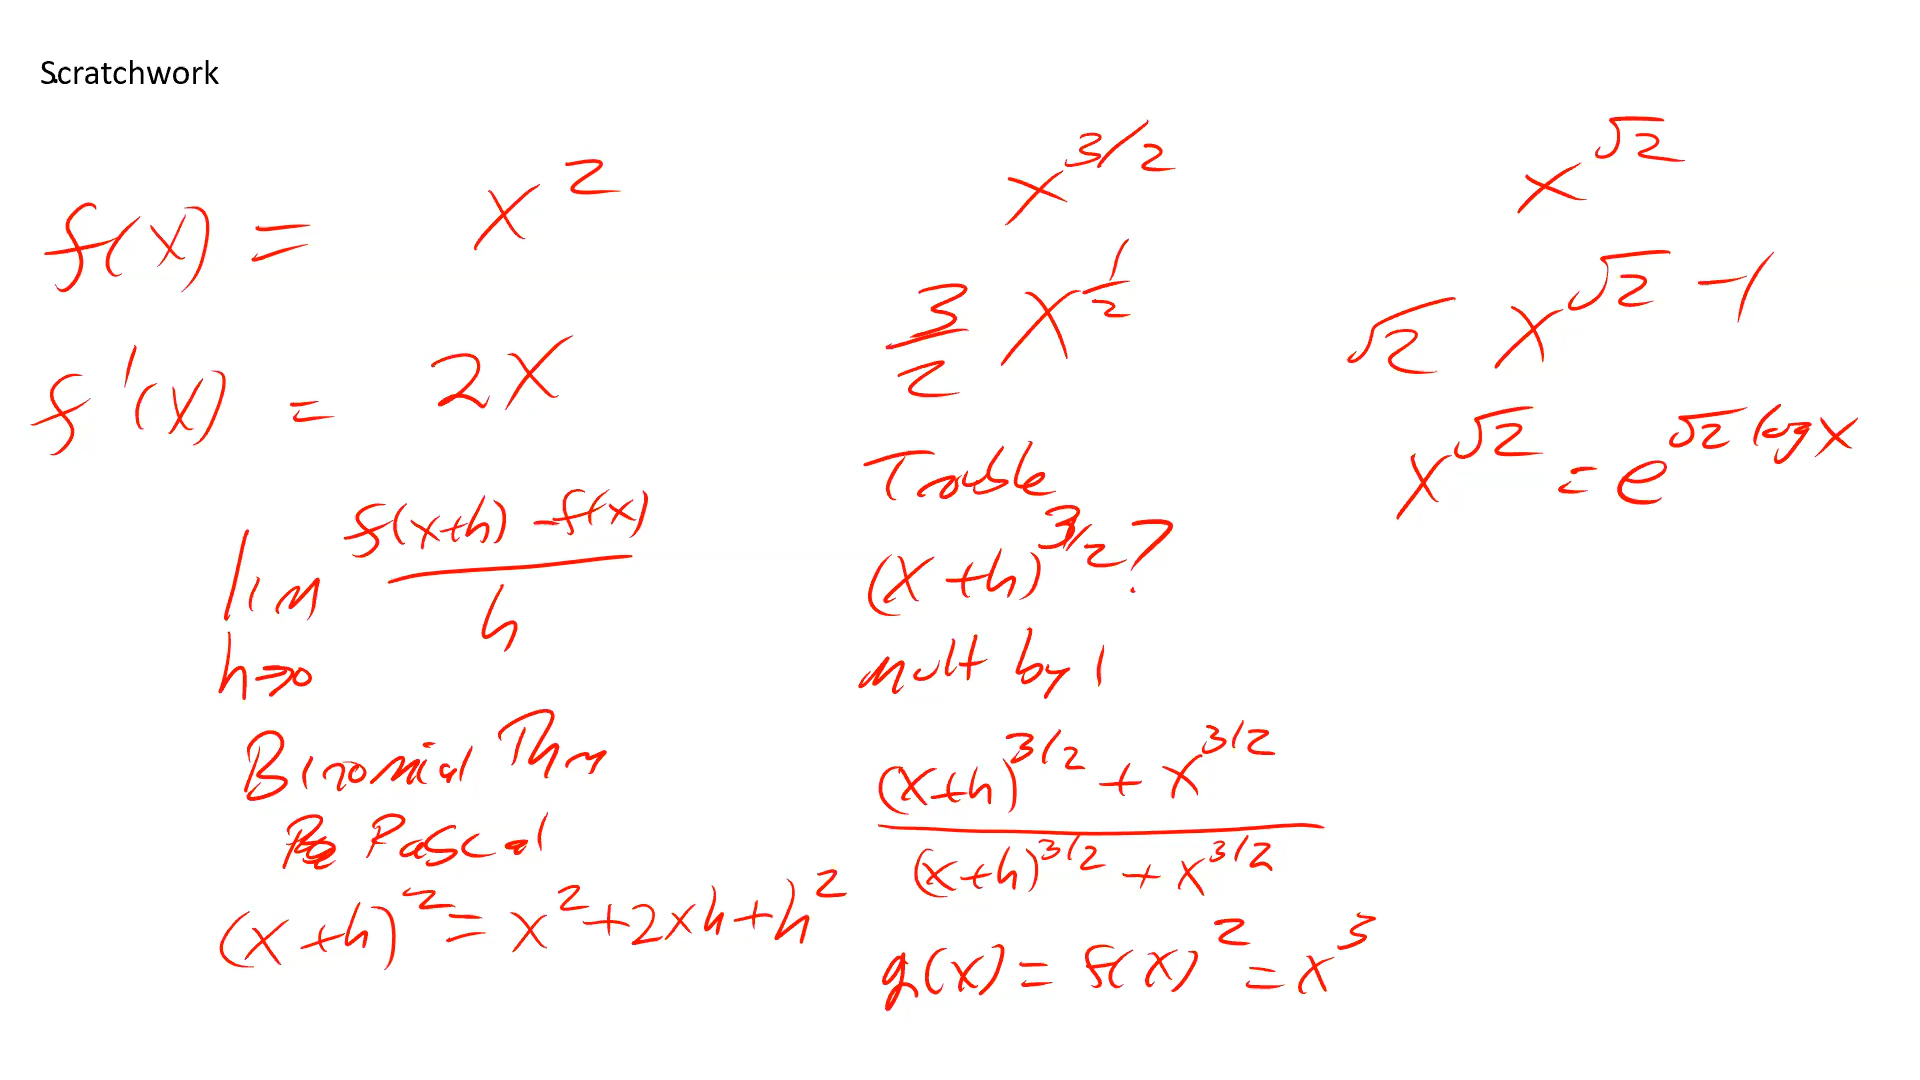 Scratchwork
f(x) = x^2
f'(x) = 2x
lim h→0 (f(x+h) - f(x))/h
Binomial Thm
Pascal
(x+h)^2 = x^2 + 2xh + h^2
x^{3/2}
3/2 x^{1/2}
Trouble
(x+h)^{3/2}?
mult by 1
((x+h)^{3/2} + x^{3/2})/((x+h)^{3/2} + x^{3/2})
g(x) = f(x)^2 = x^3
x^{√2}
√2 x^{√2 - 1}
x^{√2} = e^{√2 log x}